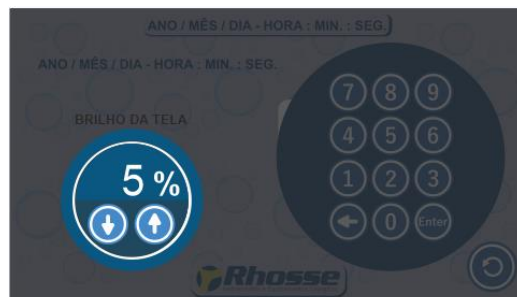 ANO / MÊS / DIA - HORA : MIN. : SEG.
ANO / MÊS / DIA - HORA : MIN. : SEG.
BRILHO DA TELA
5 %
7 8 9
4 5 6
1 2 3
0 Enter
Rhosse